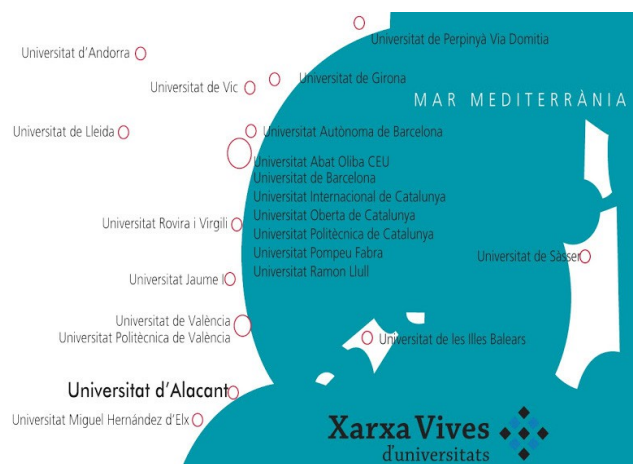 Universitat de Perpinyà Via Domitia
Universitat d'Andorra
Universitat de Vic
Universitat de Girona
MAR MEDITERRÀNIA
Universitat de Lleida
Universitat Autònoma de Barcelona
Universitat Abat Oliba CEU
Universitat de Barcelona
Universitat Internacional de Catalunya
Universitat Oberta de Catalunya
Universitat Politècnica de Catalunya
Universitat Pompeu Fabra
Universitat Ramon Llull
Universitat Rovira i Virgili
Universitat de Sàsser
Universitat Jaume I
Universitat de València
Universitat Politècnica de València
Universitat de les Illes Balears
Universitat d'Alacant
Universitat Miguel Hernández d'Elx
Xarxa Vives
d'universitats